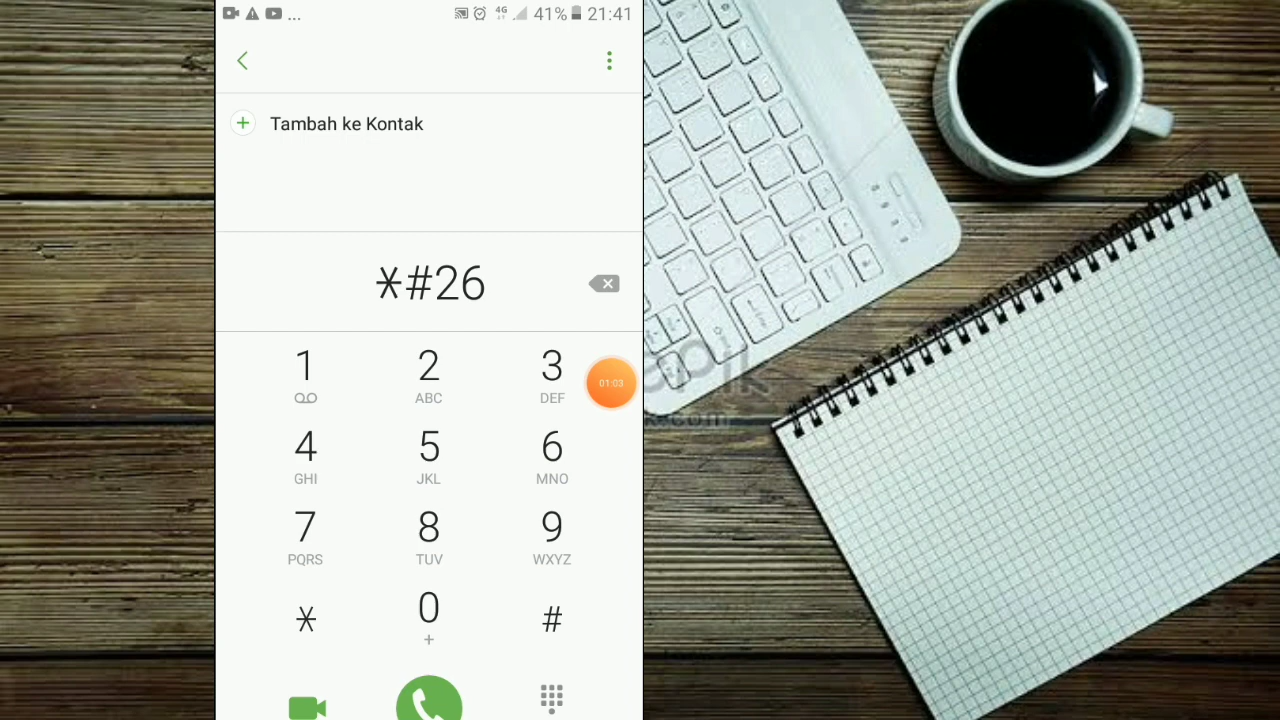 ... 4G 41% 21:41
Tambah ke Kontak
*#26
1 2 3
ABC DEF
01:03
4 5 6
GHI JKL MNO
7 8 9
PQRS TUV WXYZ
* 0 #
+